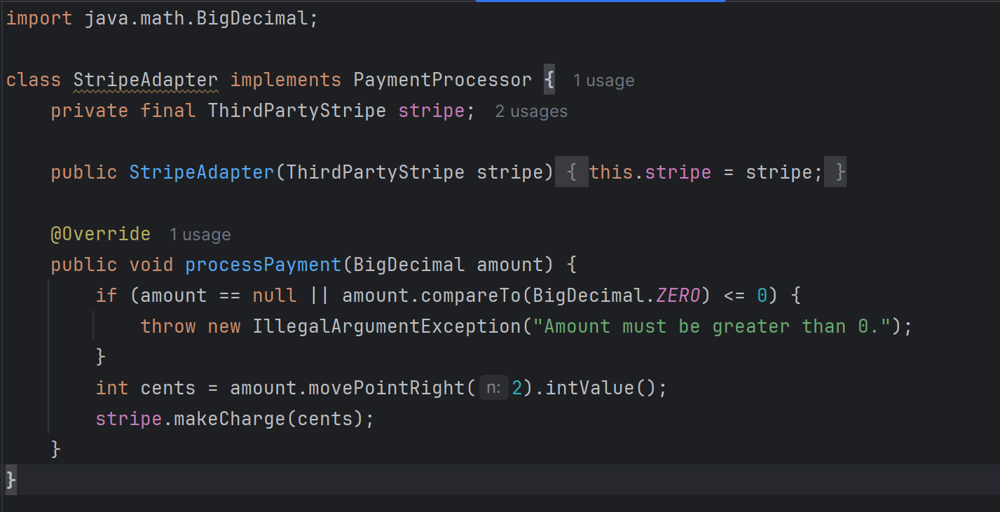 import java.math.BigDecimal;
class StripeAdapter implements PaymentProcessor { 1 usage
private final ThirdPartyStripe stripe; 2 usages
public StripeAdapter(ThirdPartyStripe stripe) { this.stripe = stripe; }
@Override 1 usage
public void processPayment(BigDecimal amount) {
if (amount == null || amount.compareTo(BigDecimal.ZERO) <= 0) {
throw new IllegalArgumentException("Amount must be greater than 0.");
}
int cents = amount.movePointRight( n: 2).intValue();
stripe.makeCharge(cents);
}
}